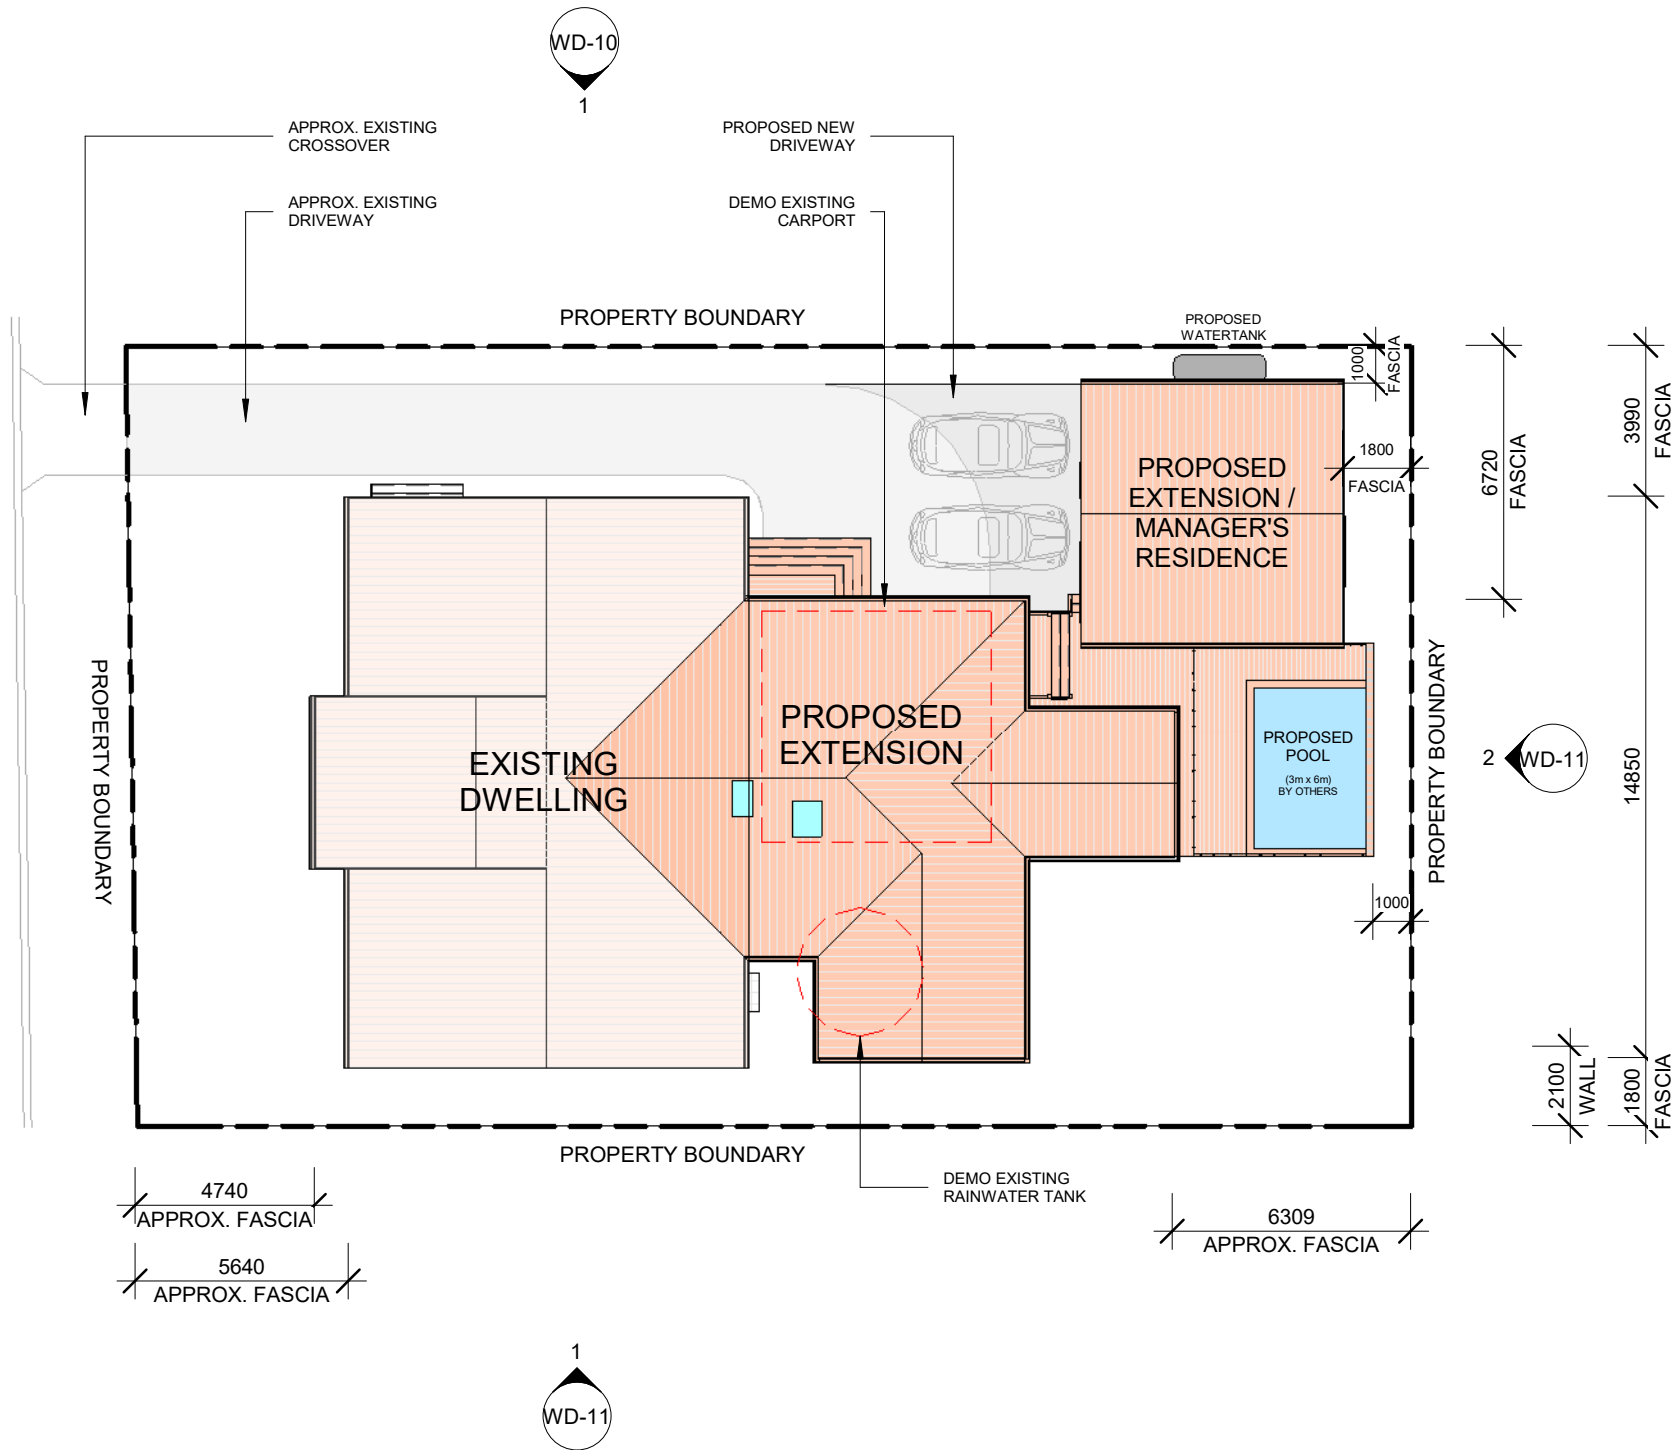 WD-10
1
APPROX. EXISTING
CROSSOVER
PROPOSED NEW
DRIVEWAY
APPROX. EXISTING
DRIVEWAY
DEMO EXISTING
CARPORT
PROPERTY BOUNDARY
PROPOSED
WATERTANK
1000
FASCIA
3990
FASCIA
6720
FASCIA
1800
FASCIA
PROPOSED
EXTENSION /
MANAGER'S
RESIDENCE
PROPERTY BOUNDARY
EXISTING
DWELLING
PROPOSED
EXTENSION
PROPOSED
POOL
(3m x 6m)
BY OTHERS
PROPERTY BOUNDARY
2
WD-11
14850
1000
2100
WALL
1800
FASCIA
PROPERTY BOUNDARY
DEMO EXISTING
RAINWATER TANK
4740
APPROX. FASCIA
6309
APPROX. FASCIA
5640
APPROX. FASCIA
1
WD-11